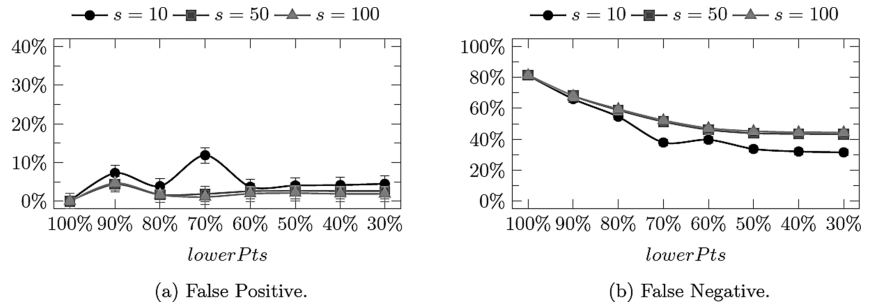 s = 10 s = 50 s = 100
40%
30%
20%
10%
0%
100% 90% 80% 70% 60% 50% 40% 30%
lowerPts
(a) False Positive.
s = 10 s = 50 s = 100
100%
80%
60%
40%
20%
0%
100% 90% 80% 70% 60% 50% 40% 30%
lowerPts
(b) False Negative.